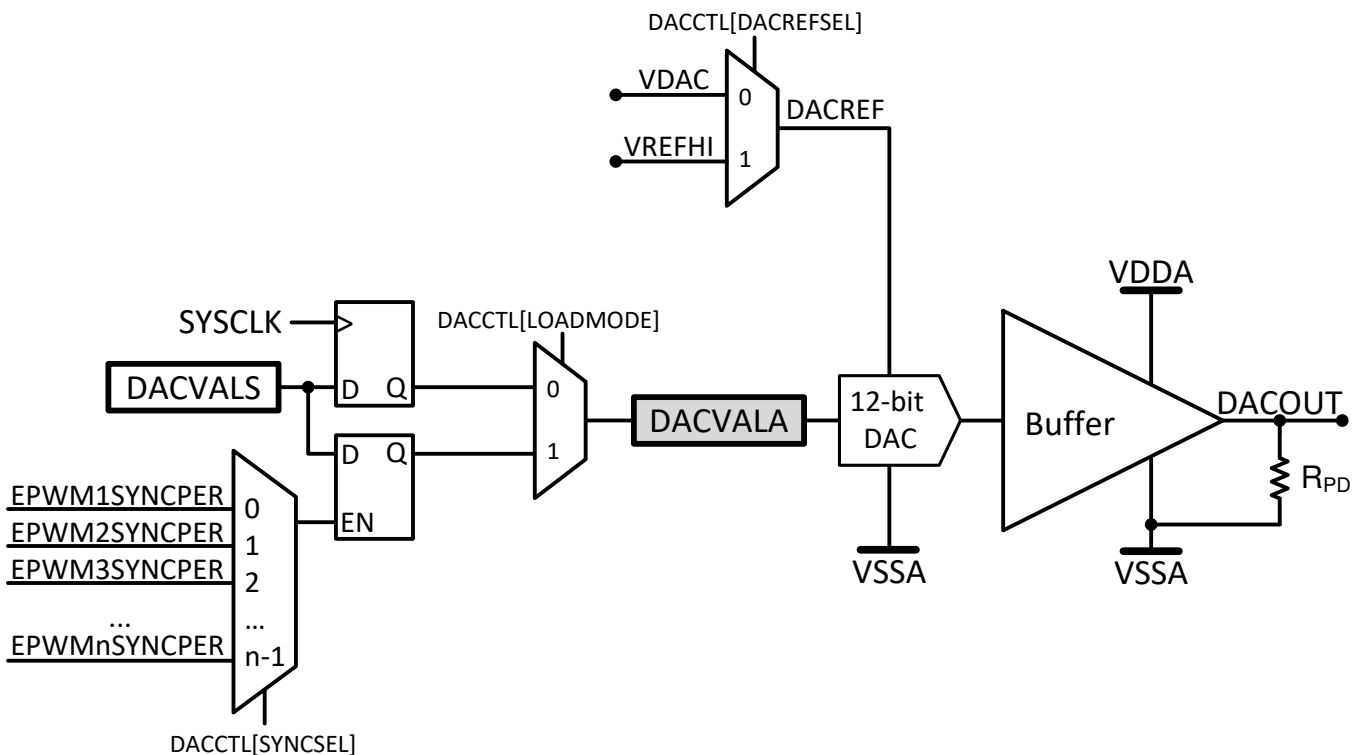 DACCTL[DACREFSEL]
VDAC
0
DACREF
VREFHI
1
VDDA
SYSCLK
DACCTL[LOADMODE]
DACVALS
D
Q
0
DACVALA
12-bit
DAC
Buffer
DACOUT
D
Q
1
RPD
EPWM1SYNCPER
0
EN
EPWM2SYNCPER
1
EPWM3SYNCPER
2
VSSA
VSSA
...
...
EPWMnSYNCPER
n-1
DACCTL[SYNCSEL]